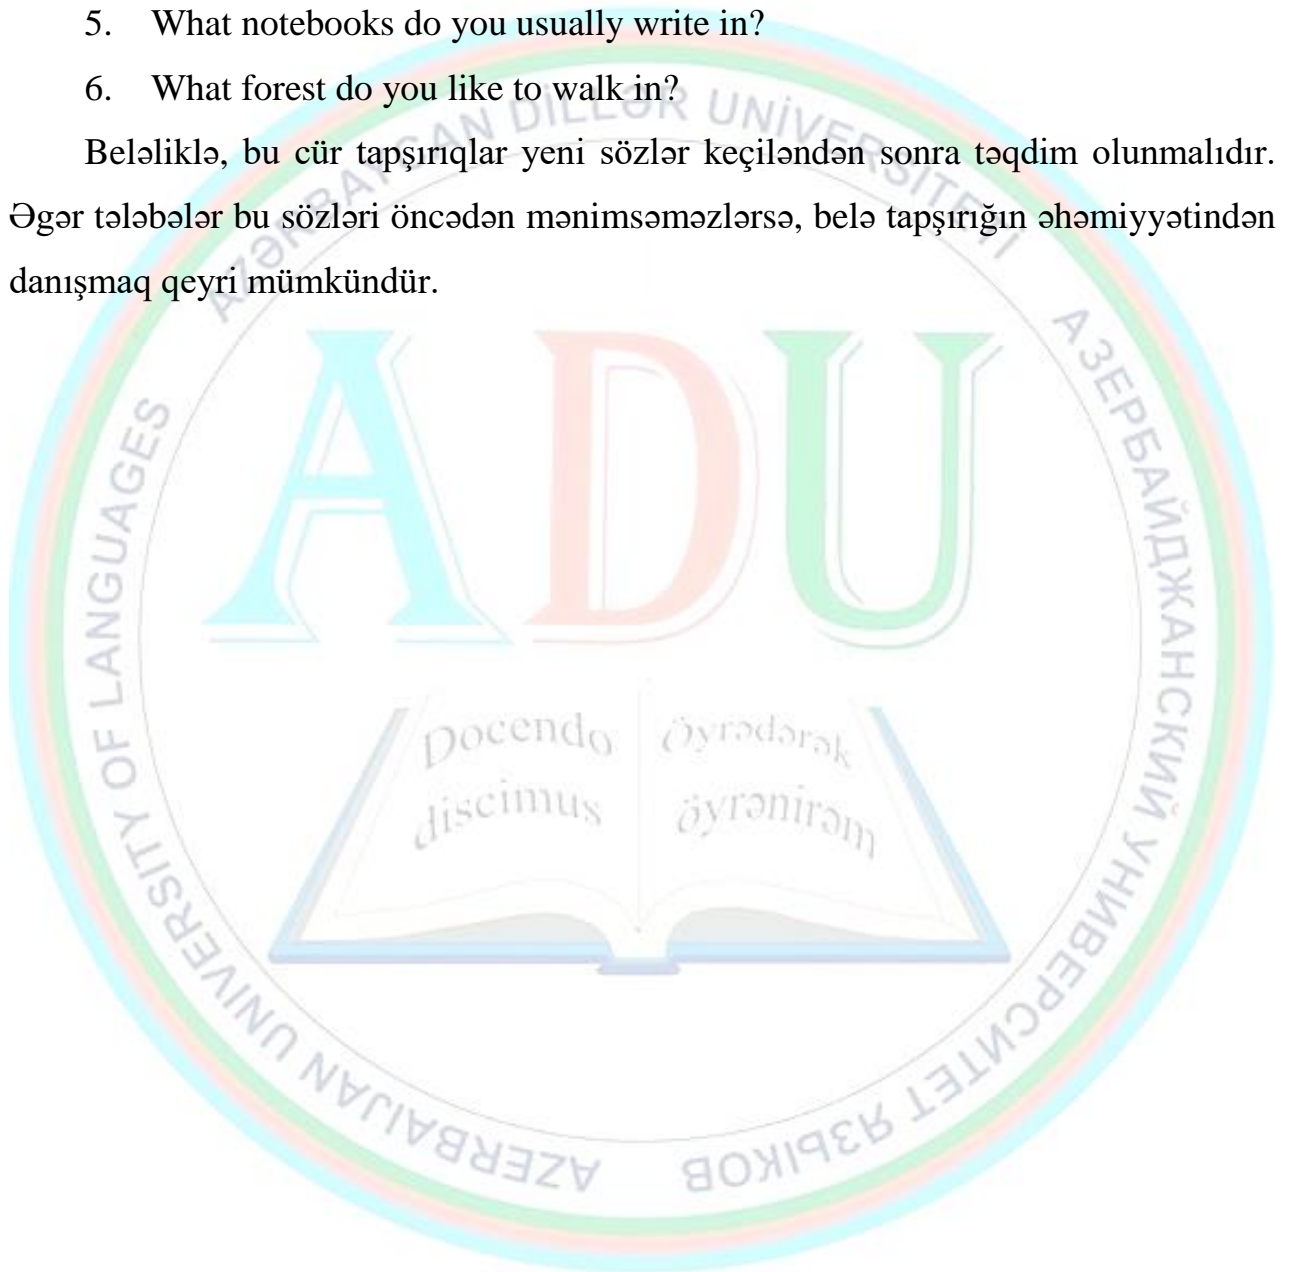 5. What notebooks do you usually write in?
6. What forest do you like to walk in?
Beləliklə, bu cür tapşırıqlar yeni sözlər keçiləndən sonra təqdim olunmalıdır.
Əgər tələbələr bu sözləri öncədən mənimsəməzlərsə, belə tapşırığın əhəmiyyətindən
danışmaq qeyri mümkündür.
AZƏRBAYCAN DİLLƏR UNİVERSİTETİ
АЗЕРБАЙДЖАНСКИЙ УНИВЕРСИТЕТ ЯЗЫКОВ
AZERBAIJAN UNIVERSITY OF LANGUAGES
ADU
Docendo
discimus
Öyrədərək
öyrənirəm